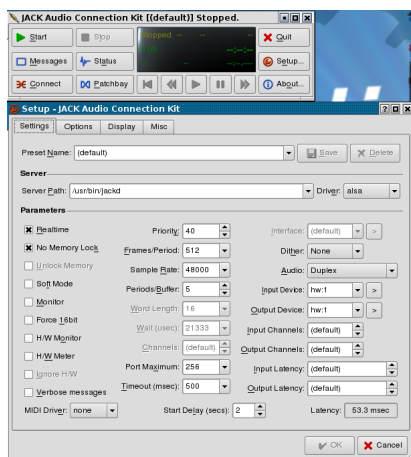 JACK Audio Connection Kit [(default)] Stopped.
Start Stop Stopped Quit
Messages Status Setup...
Connect Patchbay About...
Setup - JACK Audio Connection Kit
Settings Options Display Misc
Preset Name: (default) Save Delete
Server
Server Path: /usr/bin/jackd Driver: alsa
Parameters
Realtime Priority: 40 Interface: (default) >
No Memory Lock Frames/Period: 512 Dither: None
Unlock Memory Sample Rate: 48000 Audio: Duplex
Soft Mode Periods/Buffer: 5 Input Device: hw:1 >
Monitor Word Length: 16 Output Device: hw:1 >
Force 16bit Wait (usec): 21333 Input Channels: (default)
H/W Monitor Channels: (default) Output Channels: (default)
H/W Meter Port Maximum: 256 Input Latency: (default)
Ignore H/W Timeout (msec): 500 Output Latency: (default)
Verbose messages
MIDI Driver: none Start Delay (secs): 2 Latency: 53.3 msec
OK Cancel